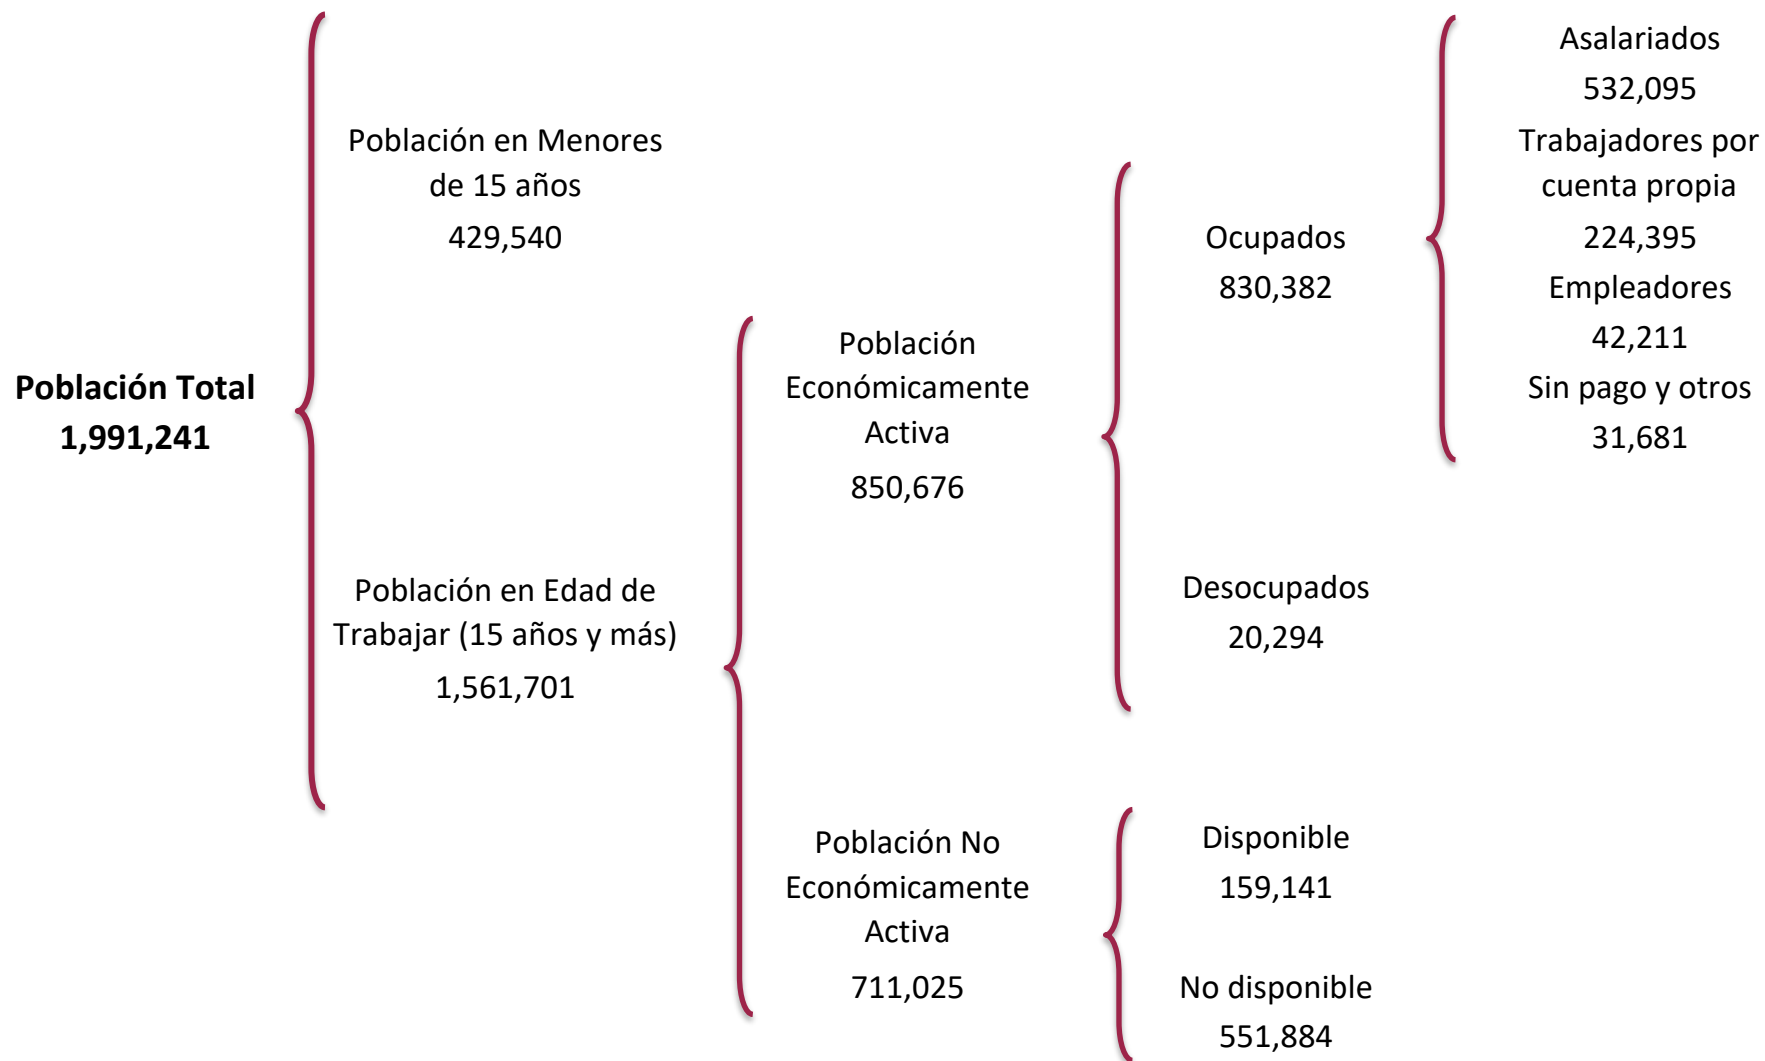 Población Total
1,991,241
Población en Menores
de 15 años
429,540
Población en Edad de
Trabajar (15 años y más)
1,561,701
Población
Económicamente
Activa
850,676
Población No
Económicamente
Activa
711,025
Ocupados
830,382
Desocupados
20,294
Disponible
159,141
No disponible
551,884
Asalariados
532,095
Trabajadores por
cuenta propia
224,395
Empleadores
42,211
Sin pago y otros
31,681